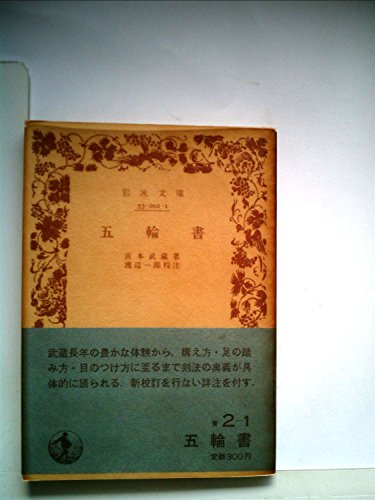 岩波文庫
33-002-1
五輪書
宮本武蔵著
渡辺一郎校注
武蔵長年の豊かな体験から、構え方・足の踏
み方・目のつけ方に至るまで剣法の奥義が具
体的に語られる。新校訂を行ない詳注を付す。
青2-1
五輪書
定価300円